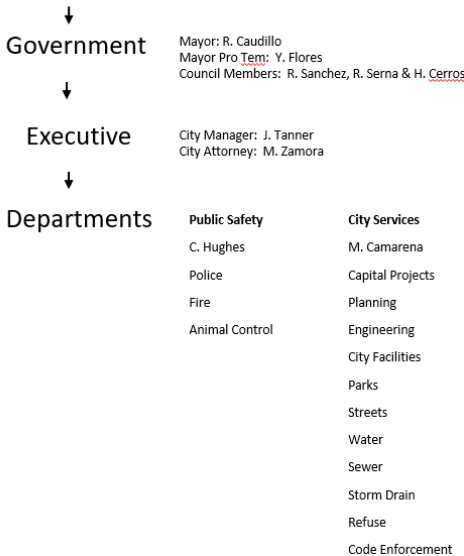 Government
Mayor: R. Caudillo
Mayor Pro Tem: Y. Flores
Council Members: R. Sanchez, R. Serna & H. Cerros
Executive
City Manager: J. Tanner
City Attorney: M. Zamora
Departments
Public Safety
C. Hughes
Police
Fire
Animal Control
City Services
M. Camarena
Capital Projects
Planning
Engineering
City Facilities
Parks
Streets
Water
Sewer
Storm Drain
Refuse
Code Enforcement